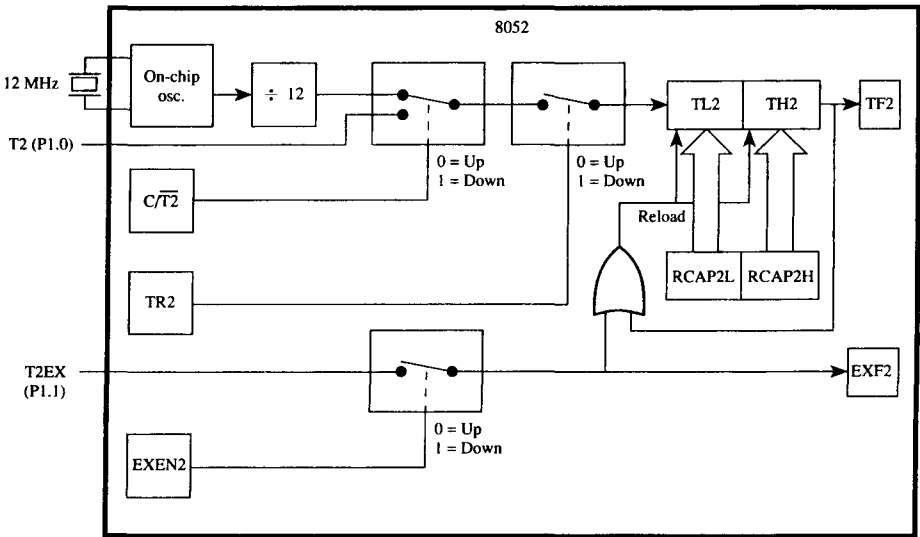 8052
12 MHz
On-chip
osc.
÷ 12
TL2
TH2
TF2
T2 (P1.0)
0 = Up
1 = Down
0 = Up
1 = Down
C/T̅2̅
Reload
RCAP2L
RCAP2H
TR2
T2EX
(P1.1)
EXF2
0 = Up
1 = Down
EXEN2